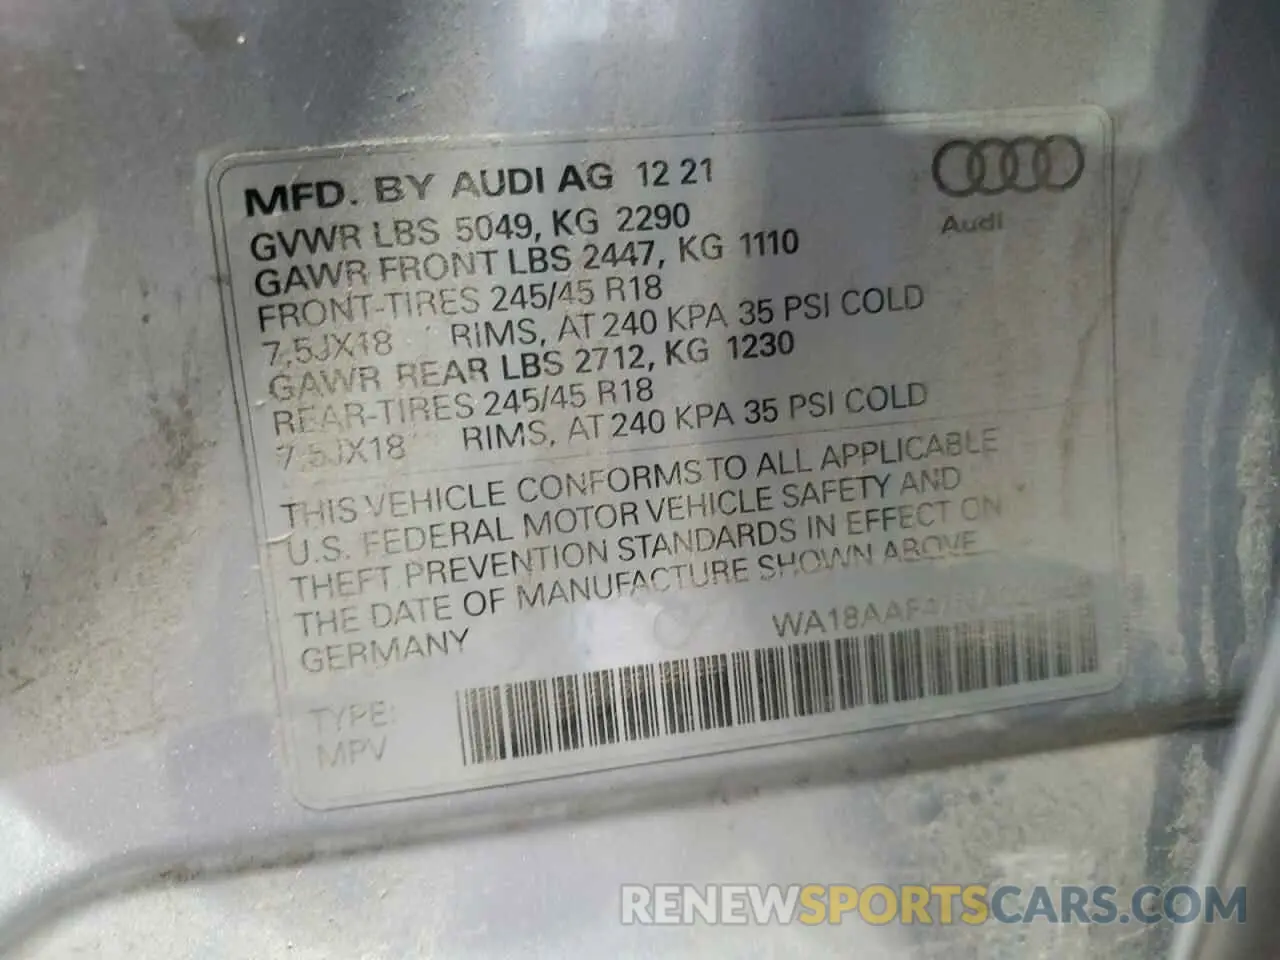 MFD. BY AUDI AG 12 21
Audi
GVWR LBS 5049, KG 2290
GAWR FRONT LBS 2447, KG 1110
FRONT-TIRES 245/45 R18
7,5JX18 RIMS, AT 240 KPA 35 PSI COLD
GAWR REAR LBS 2712, KG 1230
REAR-TIRES 245/45 R18
7,5JX18 RIMS, AT 240 KPA 35 PSI COLD
THIS VEHICLE CONFORMS TO ALL APPLICABLE
U.S. FEDERAL MOTOR VEHICLE SAFETY AND
THEFT PREVENTION STANDARDS IN EFFECT ON
THE DATE OF MANUFACTURE SHOWN ABOVE
GERMANY
TYPE:
MPV
RENEWSPORTSCARS.COM